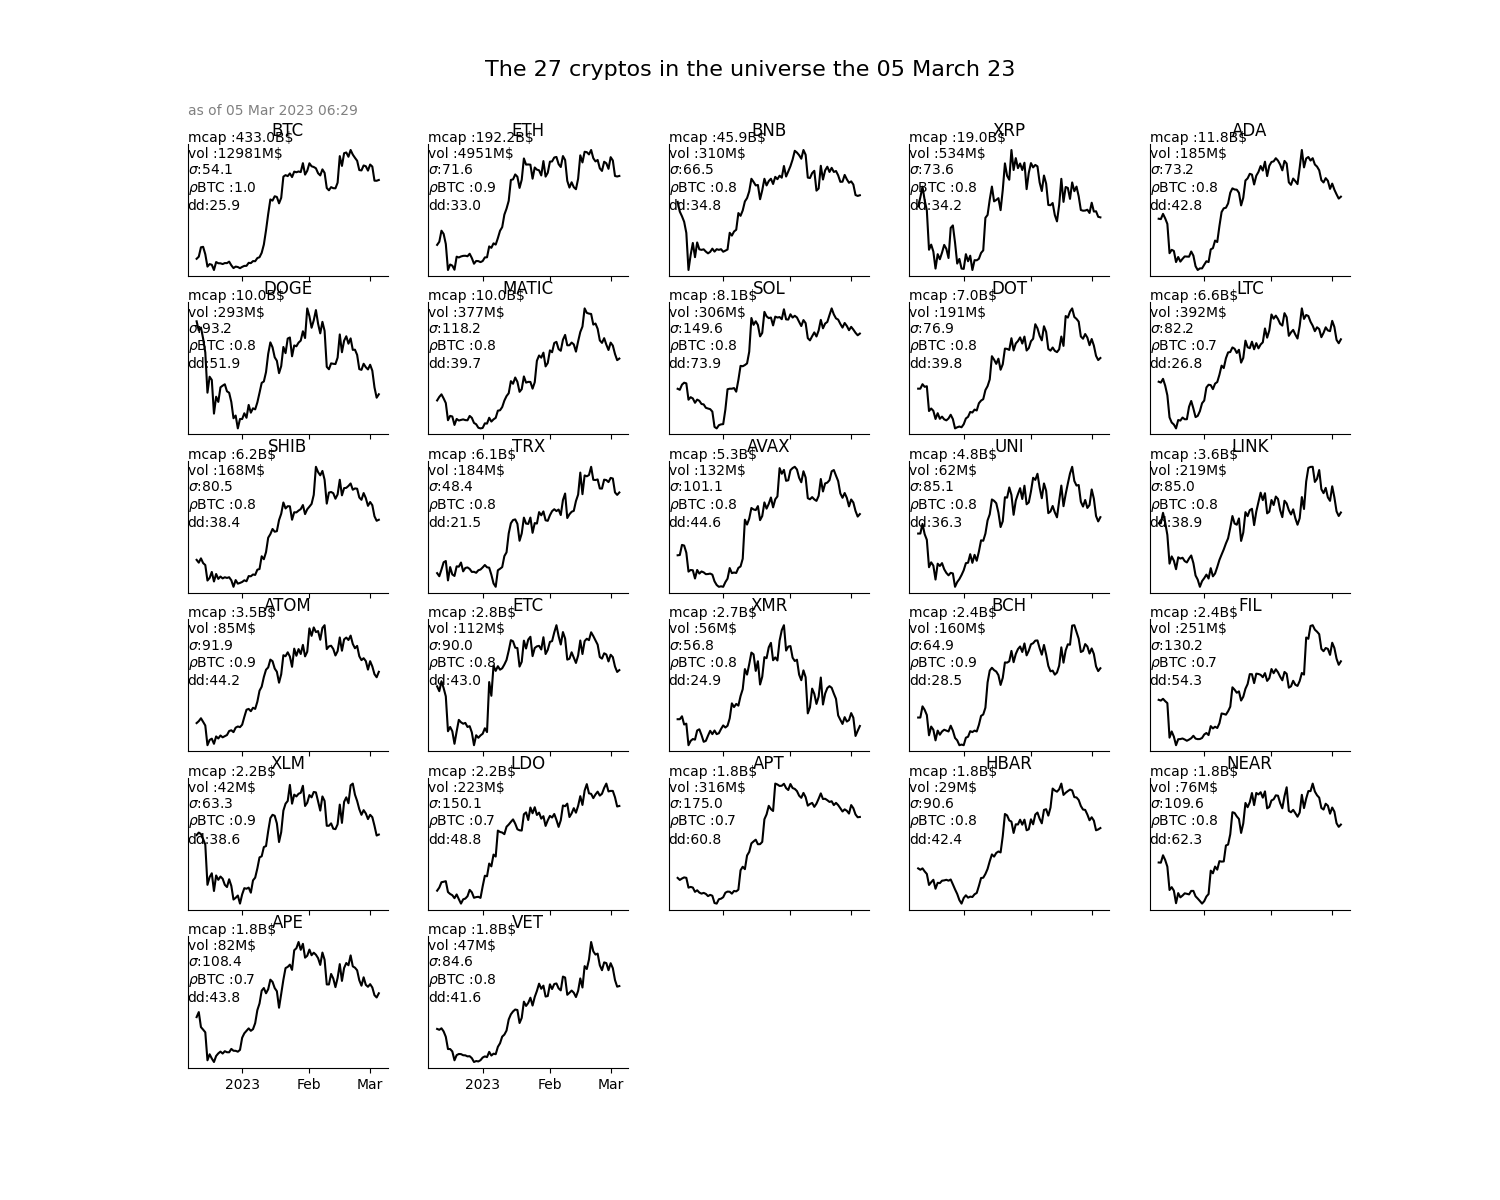 The 27 cryptos in the universe the 05 March 23
as of 05 Mar 2023 06:29
BTC
mcap :433.0B$
vol :12981M$
σ:54.1
ρBTC :1.0
dd:25.9
ETH
mcap :192.2B$
vol :4951M$
σ:71.6
ρBTC :0.9
dd:33.0
BNB
mcap :45.9B$
vol :310M$
σ:66.5
ρBTC :0.8
dd:34.8
XRP
mcap :19.0B$
vol :534M$
σ:73.6
ρBTC :0.8
dd:34.2
ADA
mcap :11.8B$
vol :185M$
σ:73.2
ρBTC :0.8
dd:42.8
DOGE
mcap :10.0B$
vol :293M$
σ:93.2
ρBTC :0.8
dd:51.9
MATIC
mcap :10.0B$
vol :377M$
σ:118.2
ρBTC :0.8
dd:39.7
SOL
mcap :8.1B$
vol :306M$
σ:149.6
ρBTC :0.8
dd:73.9
DOT
mcap :7.0B$
vol :191M$
σ:76.9
ρBTC :0.8
dd:39.8
LTC
mcap :6.6B$
vol :392M$
σ:82.2
ρBTC :0.7
dd:26.8
SHIB
mcap :6.2B$
vol :168M$
σ:80.5
ρBTC :0.8
dd:38.4
TRX
mcap :6.1B$
vol :184M$
σ:48.4
ρBTC :0.8
dd:21.5
AVAX
mcap :5.3B$
vol :132M$
σ:101.1
ρBTC :0.8
dd:44.6
UNI
mcap :4.8B$
vol :62M$
σ:85.1
ρBTC :0.8
dd:36.3
LINK
mcap :3.6B$
vol :219M$
σ:85.0
ρBTC :0.8
dd:38.9
ATOM
mcap :3.5B$
vol :85M$
σ:91.9
ρBTC :0.9
dd:44.2
ETC
mcap :2.8B$
vol :112M$
σ:90.0
ρBTC :0.8
dd:43.0
XMR
mcap :2.7B$
vol :56M$
σ:56.8
ρBTC :0.8
dd:24.9
BCH
mcap :2.4B$
vol :160M$
σ:64.9
ρBTC :0.9
dd:28.5
FIL
mcap :2.4B$
vol :251M$
σ:130.2
ρBTC :0.7
dd:54.3
XLM
mcap :2.2B$
vol :42M$
σ:63.3
ρBTC :0.9
dd:38.6
LDO
mcap :2.2B$
vol :223M$
σ:150.1
ρBTC :0.7
dd:48.8
APT
mcap :1.8B$
vol :316M$
σ:175.0
ρBTC :0.7
dd:60.8
HBAR
mcap :1.8B$
vol :29M$
σ:90.6
ρBTC :0.8
dd:42.4
NEAR
mcap :1.8B$
vol :76M$
σ:109.6
ρBTC :0.8
dd:62.3
APE
mcap :1.8B$
vol :82M$
σ:108.4
ρBTC :0.7
dd:43.8
VET
mcap :1.8B$
vol :47M$
σ:84.6
ρBTC :0.8
dd:41.6
2023 Feb Mar
2023 Feb Mar